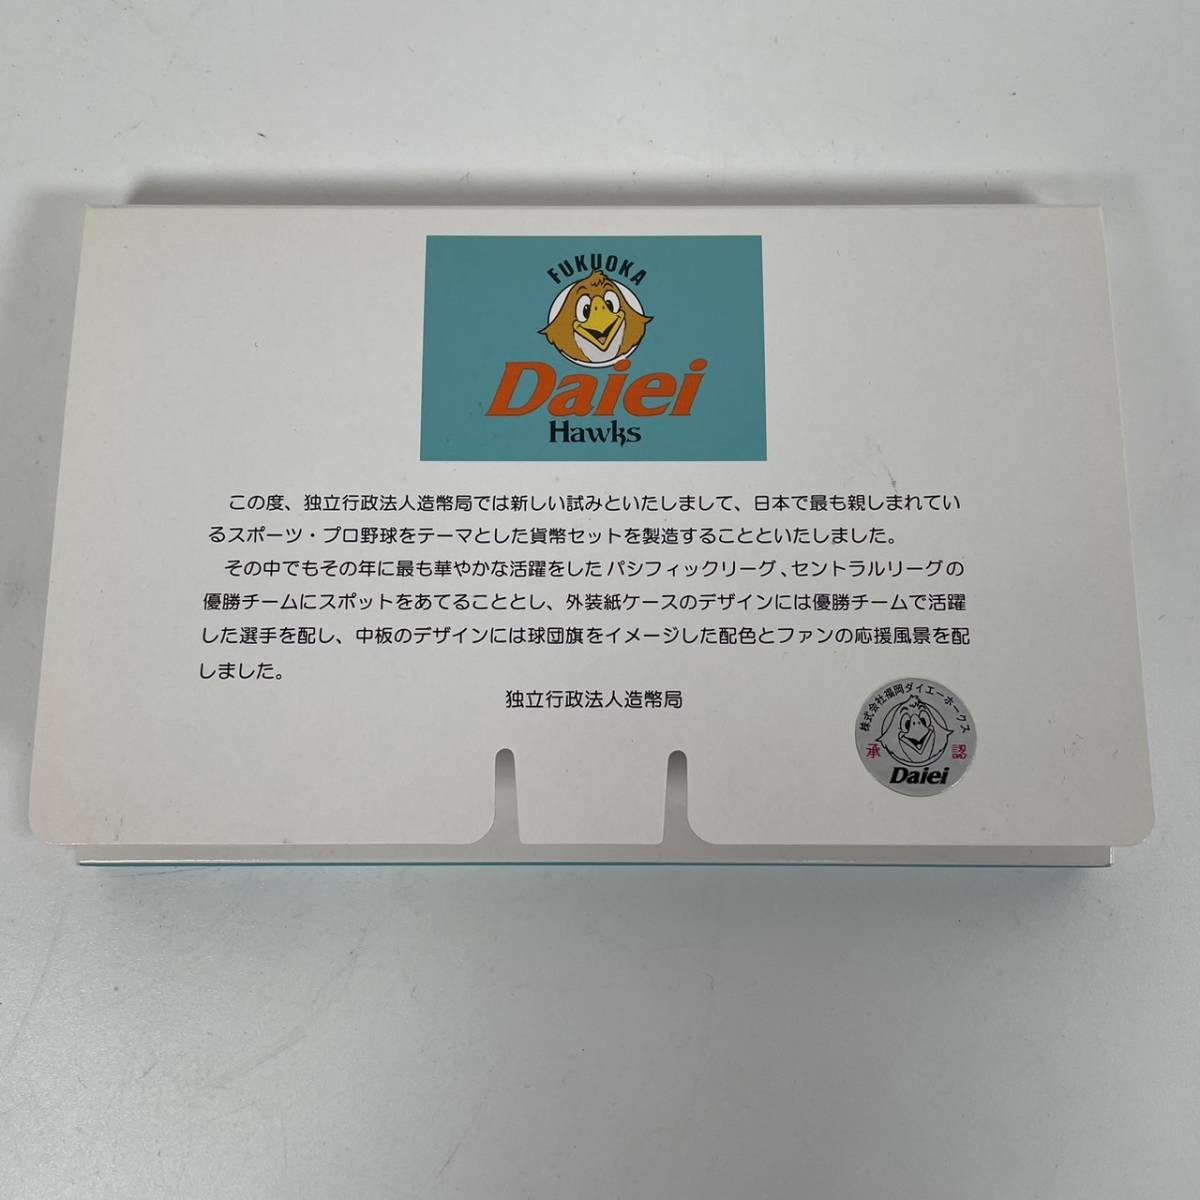 FUKUOKA
Daiei
Hawks
この度、独立行政法人造幣局では新しい試みといたしまして、日本で最も親しまれてい
るスポーツ・プロ野球をテーマとした貨幣セットを製造することといたしました。
その中でもその年に最も華やかな活躍をしたパシフィックリーグ、セントラルリーグの
優勝チームにスポットをあてることとし、外装紙ケースのデザインには優勝チームで活躍
した選手を配し、中板のデザインには球団旗をイメージした配色とファンの応援風景を配
しました。
独立行政法人造幣局
株式会社福岡ダイエーホークス
承認
Daiei